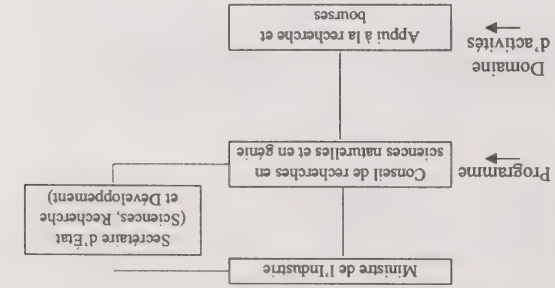 Ministre de l'Industrie
Secrétaire d'État
(Sciences, Recherche
et Développement)
Programme
Conseil de recherches en
sciences naturelles et en génie
Domaine
d'activités
Appui à la recherche et
bourses